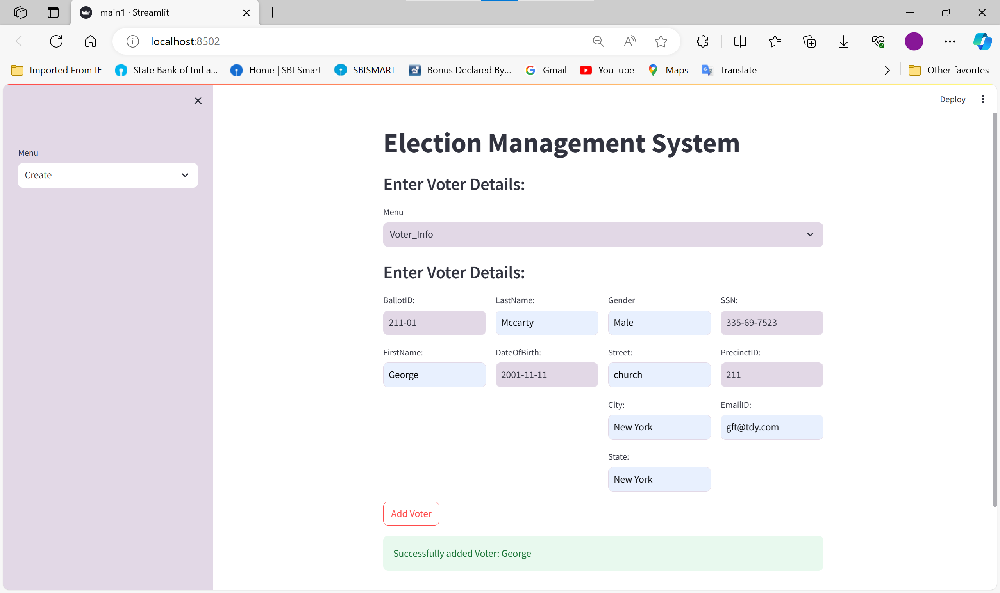 main1 · Streamlit
localhost:8502
Imported From IE State Bank of India... Home | SBI Smart SBISMART Bonus Declared By... Gmail YouTube Maps Translate Other favorites
Deploy
Menu
Create
Election Management System
Enter Voter Details:
Menu
Voter_Info
Enter Voter Details:
BallotID: LastName: Gender SSN:
211-01 Mccarty Male 335-69-7523
FirstName: DateOfBirth: Street: PrecinctID:
George 2001-11-11 church 211
City: EmailID:
New York gft@tdy.com
State:
New York
Add Voter
Successfully added Voter: George